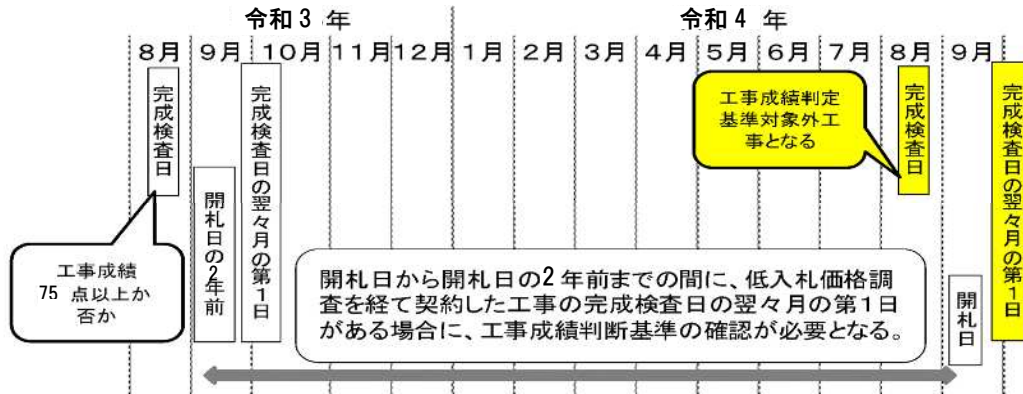 令和3 年
令和4 年
8月
9月
10月
11月
12月
1月
2月
3月
4月
5月
6月
7月
8月
9月
完成検査日
完成検査日の翌々月の第1日
開札日の2年前
工事成績
75 点以上か
否か
開札日から開札日の2年前までの間に、低入札価格調
査を経て契約した工事の完成検査日の翌々月の第1日
がある場合に、工事成績判断基準の確認が必要となる。
工事成績判定
基準対象外工
事となる
完成検査日
開札日
完成検査日の翌々月の第1日